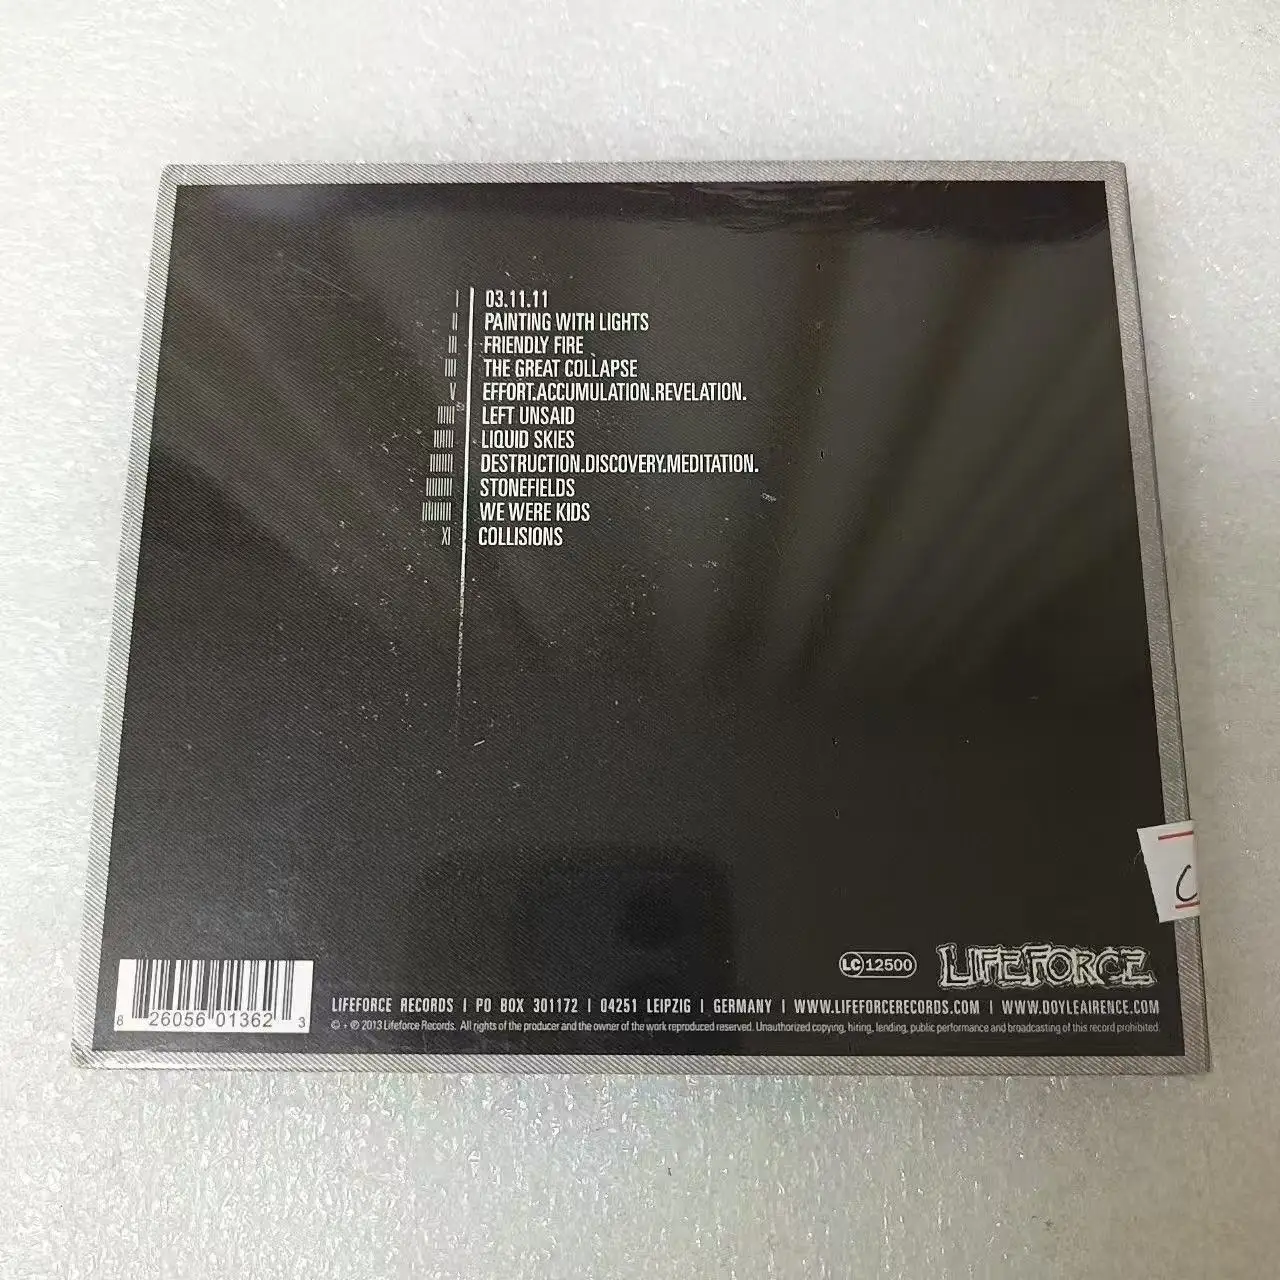 I 03.11.11
II PAINTING WITH LIGHTS
III FRIENDLY FIRE
IIII THE GREAT COLLAPSE
V EFFORT.ACCUMULATION.REVELATION.
LEFT UNSAID
LIQUID SKIES
DESTRUCTION.DISCOVERY.MEDITATION.
STONEFIELDS
WE WERE KIDS
XI COLLISIONS
LC 12500
LIFEFORCE
8 26056 01362 3
LIFEFORCE RECORDS | PO BOX 301172 | 04251 LEIPZIG | GERMANY | WWW.LIFEFORCERECORDS.COM | WWW.DOYLEAIRENCE.COM
© + ℗ 2013 Lifeforce Records. All rights of the producer and the owner of the work reproduced reserved. Unauthorized copying, hiring, lending, public performance and broadcasting of this record prohibited.